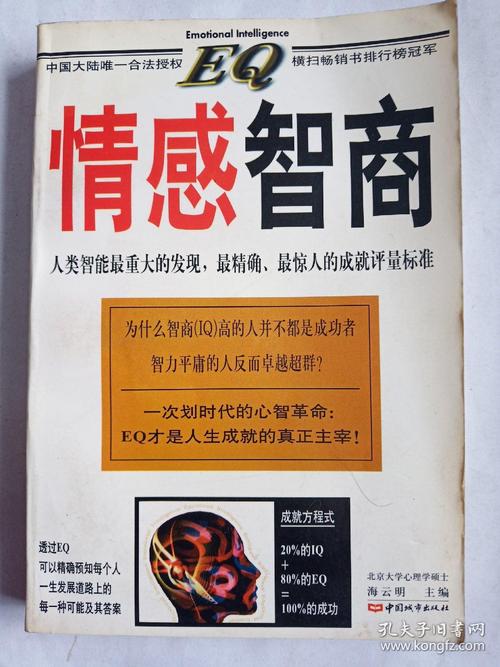 Emotional Intelligence
中国大陆唯一合法授权
EQ
横扫畅销书排行榜冠军
情感智商
人类智能最重大的发现，最精确、最惊人的成就评量标准
为什么智商(IQ)高的人并不都是成功者
智力平庸的人反而卓越超群?
一次划时代的心智革命:
EQ才是人生成就的真正主宰!
透过EQ
可以精确预知每个人
一生发展道路上的
每一种可能及其答案
成就方程式
20%的IQ
+
80%的EQ
=
100%的成功
北京大学心理学硕士
海云明 主编
中国城市出版社
孔夫子旧书网
www.kongfz.com